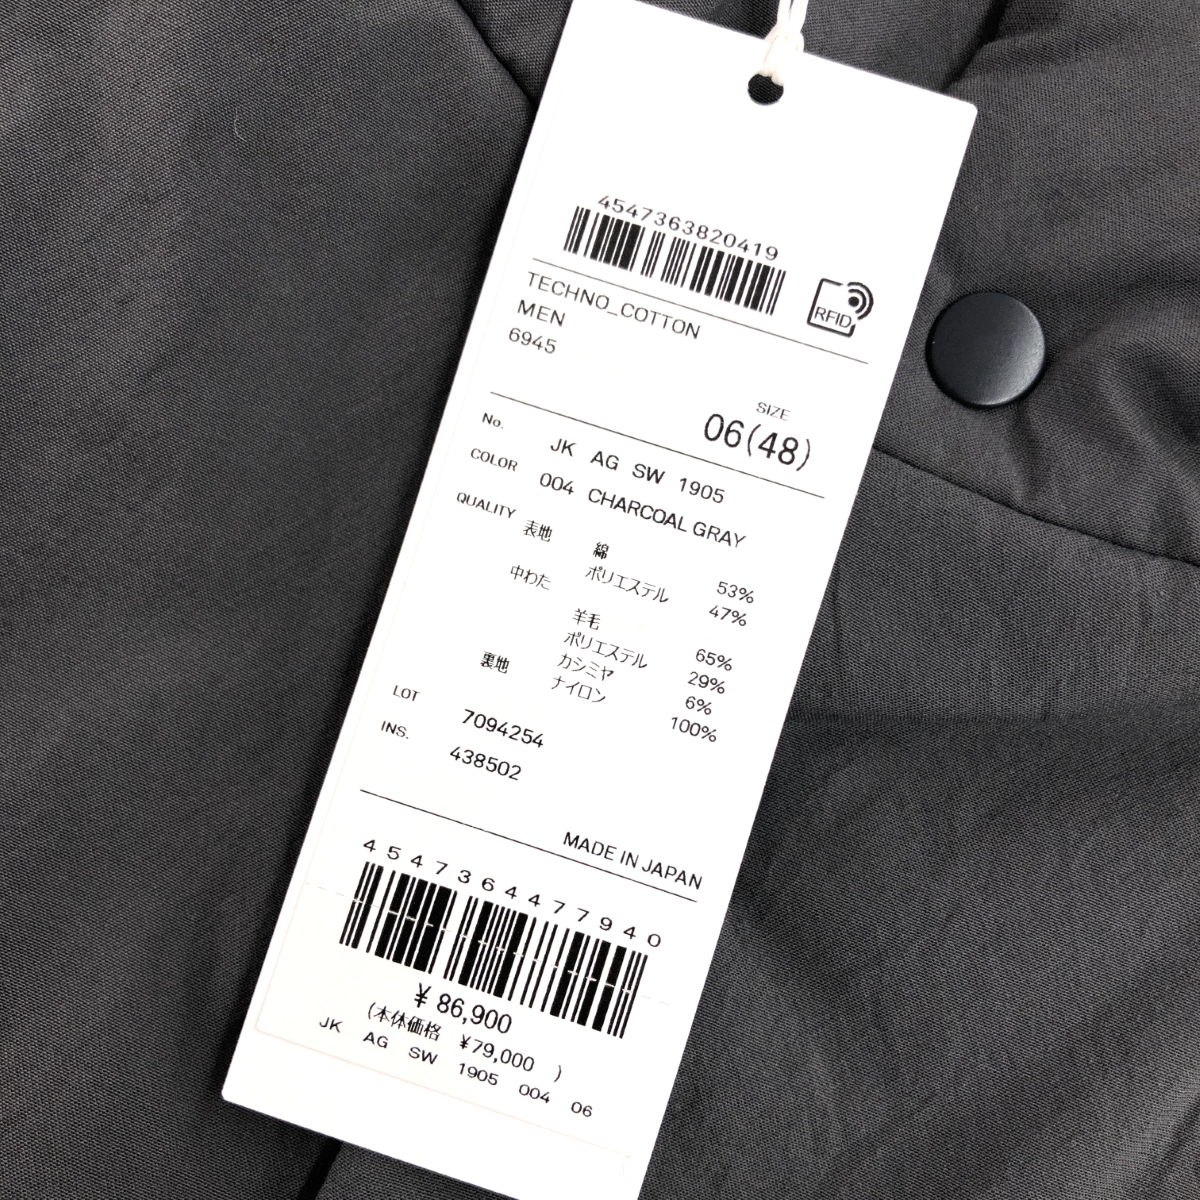 4547363820419
RFID
TECHNO_COTTON
MEN
6945
SIZE
06(48)
No. JK AG SW 1905
COLOR 004 CHARCOAL GRAY
QUALITY
表地 綿 53%
ポリエステル 47%
中わた
羊毛 65%
ポリエステル 29%
カシミヤ 6%
裏地 ナイロン 100%
LOT 7094254
INS. 438502
MADE IN JAPAN
4547364477940
¥ 86,900
(本体価格 ¥79,000 )
JK AG SW 1905 004 06